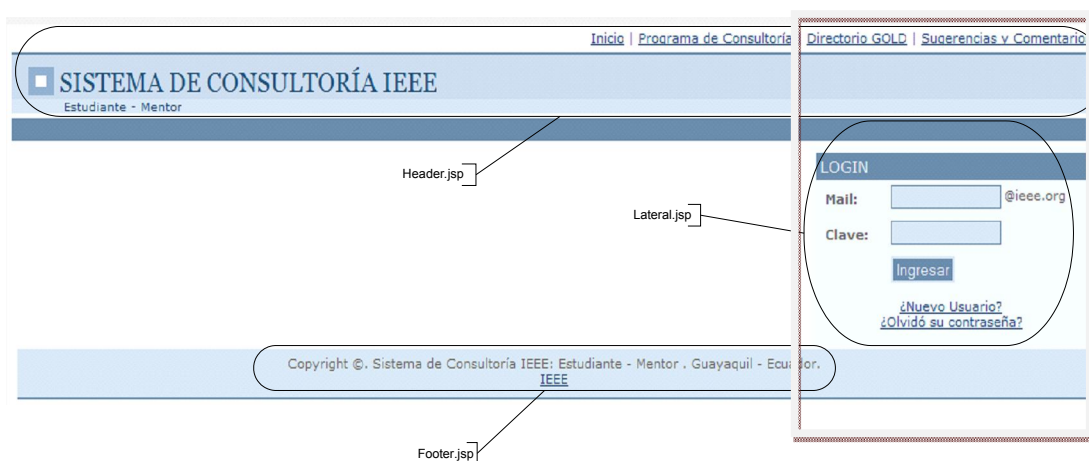 Inicio | Programa de Consultoría | Directorio GOLD | Sugerencias y Comentario
SISTEMA DE CONSULTORÍA IEEE
Estudiante - Mentor
Header.jsp
LOGIN
Mail: @ieee.org
Lateral.jsp
Clave:
Ingresar
¿Nuevo Usuario?
¿Olvidó su contraseña?
Copyright ©. Sistema de Consultoría IEEE: Estudiante - Mentor . Guayaquil - Ecuador.
IEEE
Footer.jsp